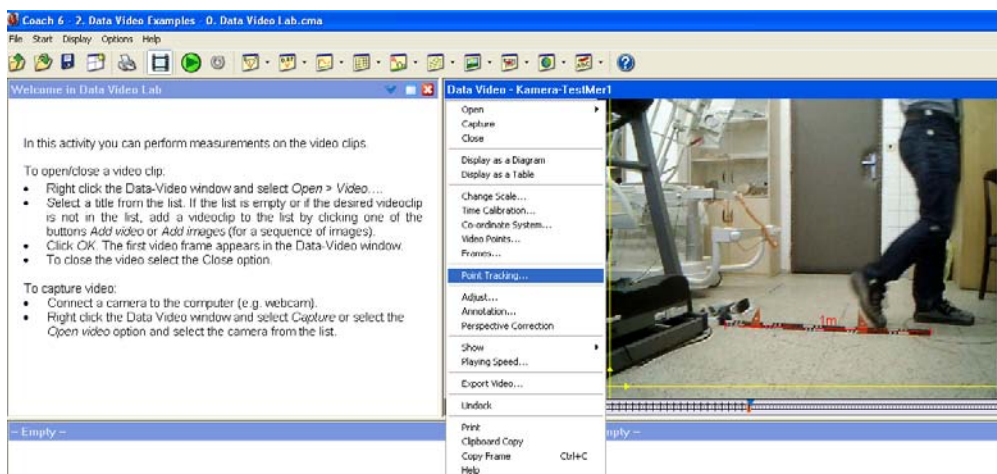 Coach 6 - 2. Data Video Examples - 0. Data Video Lab.cma
File Start Display Options Help
Welcome in Data Video Lab
Data Video - Kamera-TestMer1
In this activity you can perform measurements on the video clips.
To open/close a video clip:
• Right click the Data-Video window and select Open > Video....
• Select a title from the list. If the list is empty or if the desired videoclip
is not in the list, add a videoclip to the list by clicking one of the
buttons Add video or Add images (for a sequence of images).
• Click OK. The first video frame appears in the Data-Video window.
• To close the video select the Close option.
To capture video:
• Connect a camera to the computer (e.g. webcam).
• Right click the Data Video window and select Capture or select the
Open video option and select the camera from the list.
Open
Capture
Close
Display as a Diagram
Display as a Table
Change Scale...
Time Calibration...
Co-ordinate System...
Video Points...
Frames...
Point Tracking...
Adjust...
Annotation...
Perspective Correction
Show
Playing Speed...
Export Video...
Undock
Print
Clipboard Copy
Copy Frame Ctrl+C
Help
1m
-- Empty --
mpty --